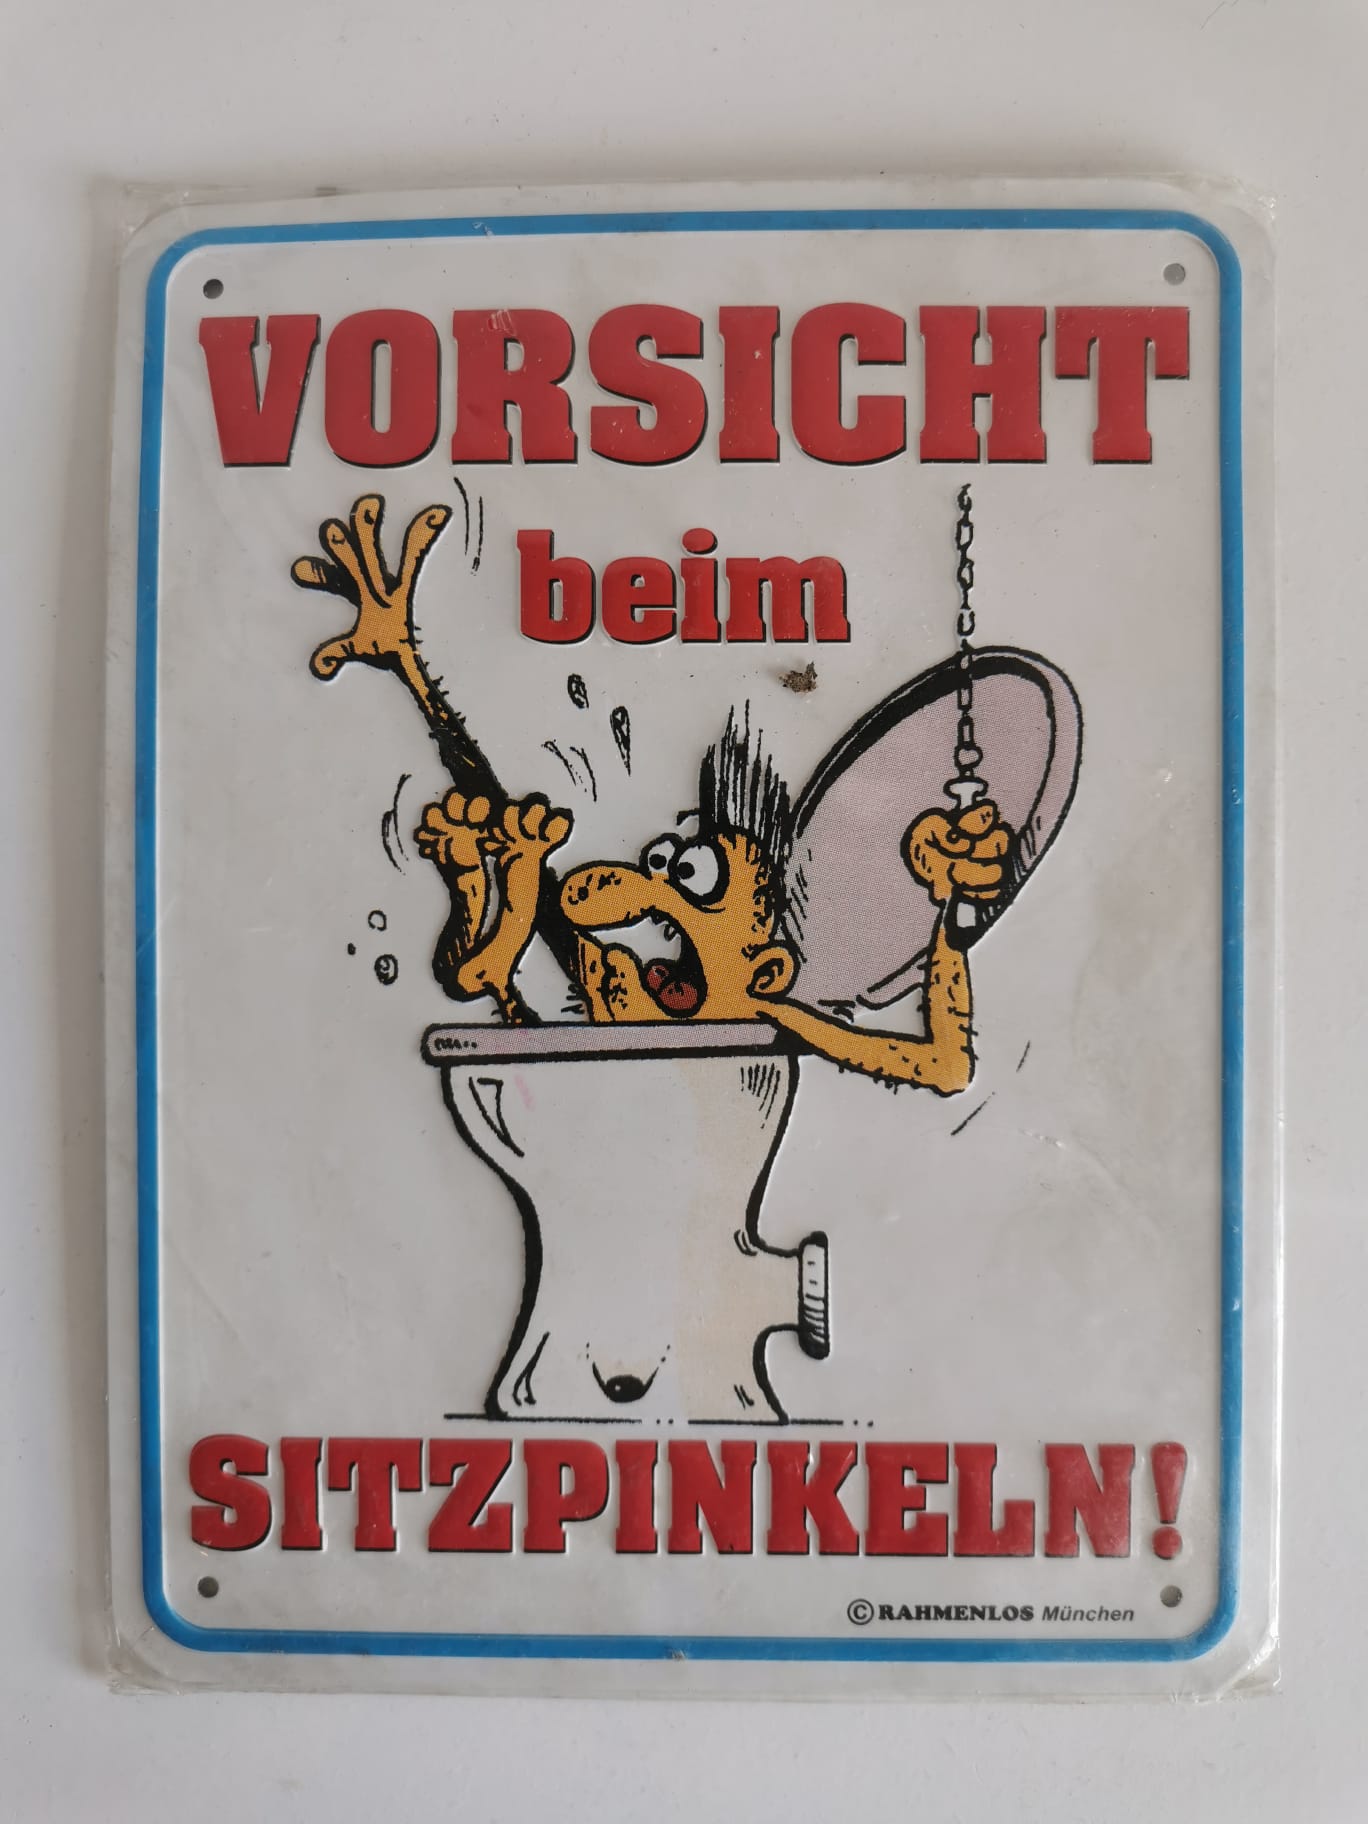 VORSICHT
beim
SITZPINKELN!
© RAHMENLOS München